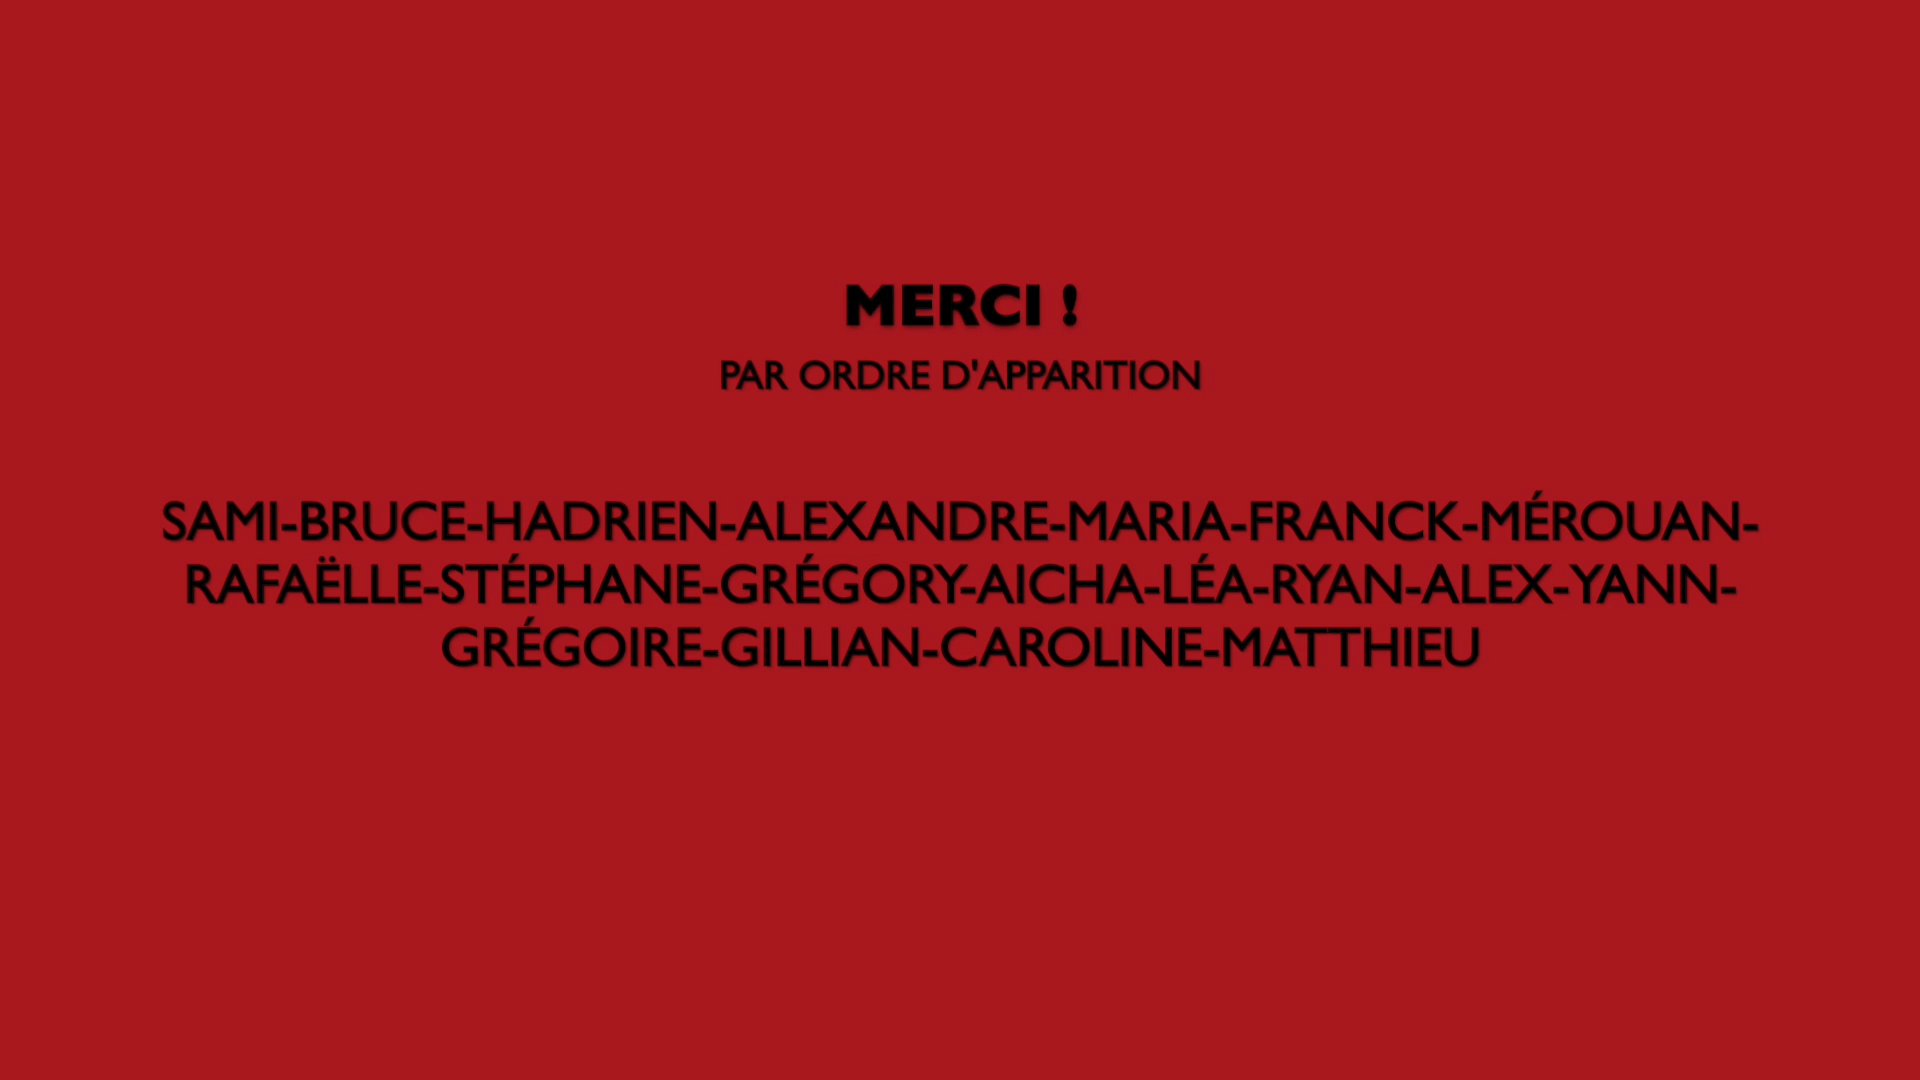 MERCI !
PAR ORDRE D'APPARITION
SAMI-BRUCE-HADRIEN-ALEXANDRE-MARIA-FRANCK-MÉROUAN-
RAFAËLLE-STÉPHANE-GRÉGORY-AICHA-LÉA-RYAN-ALEX-YANN-
GRÉGOIRE-GILLIAN-CAROLINE-MATTHIEU